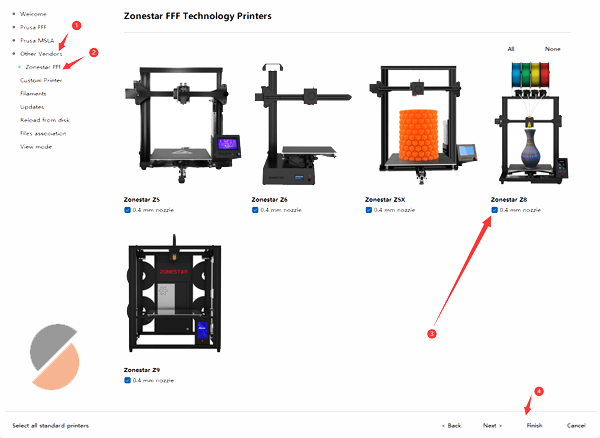 Welcome
Prusa FFF
Prusa MSLA
Other Vendors
Zonestar FFF
Custom Printer
Filaments
Updates
Reload from disk
Files association
View mode
1
2
Zonestar FFF Technology Printers
All None
ZONESTAR
Zonestar Z5
0.4 mm nozzle
Zonestar Z6
0.4 mm nozzle
Zonestar Z5X
0.4 mm nozzle
Zonestar Z8
0.4 mm nozzle
ZONESTAR
Zonestar Z9
0.4 mm nozzle
3
4
Select all standard printers
< Back
Next >
Finish
Cancel